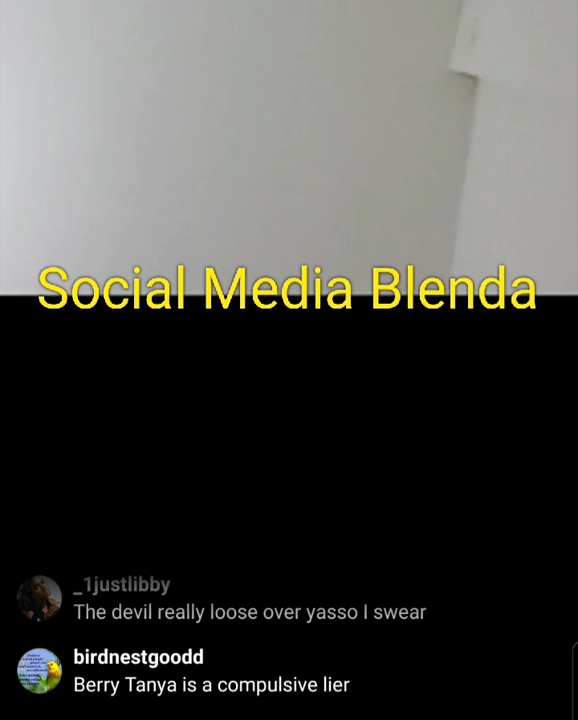 Social Media Blenda
_1justlibby
The devil really loose over yasso I swear
birdnestgoodd
Berry Tanya is a compulsive lier